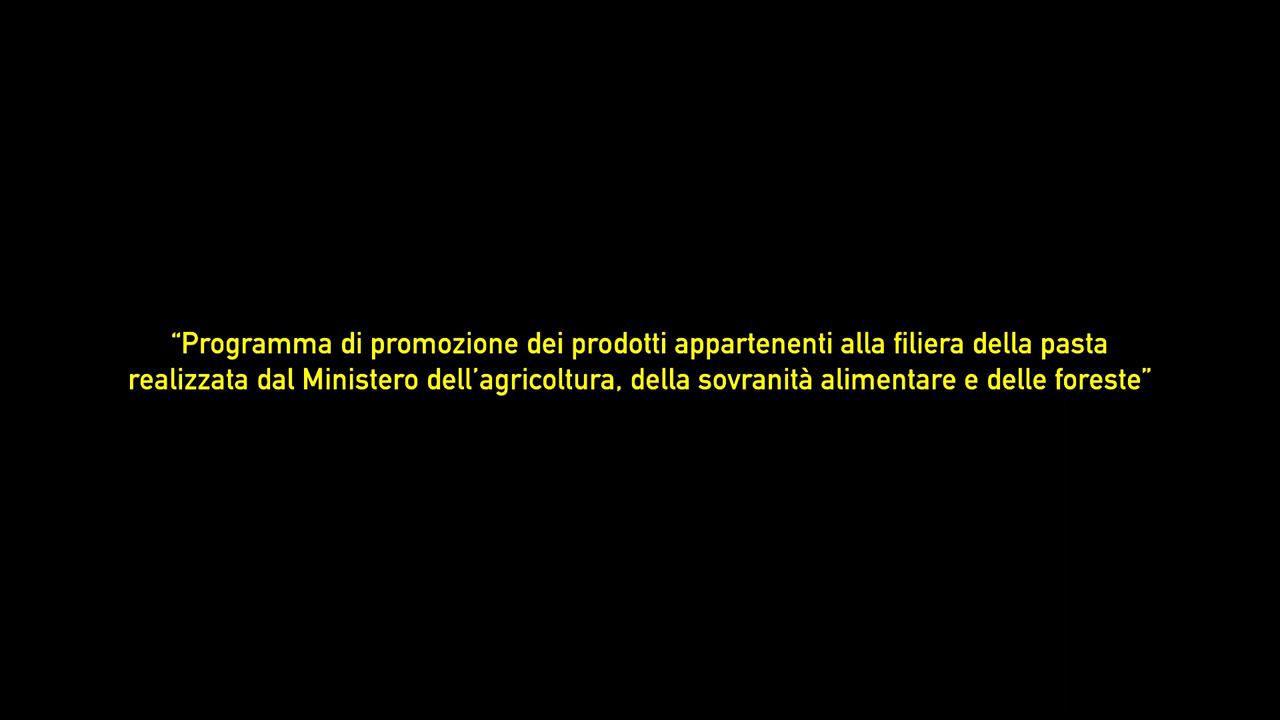 “Programma di promozione dei prodotti appartenenti alla filiera della pasta
realizzata dal Ministero dell’agricoltura, della sovranità alimentare e delle foreste”